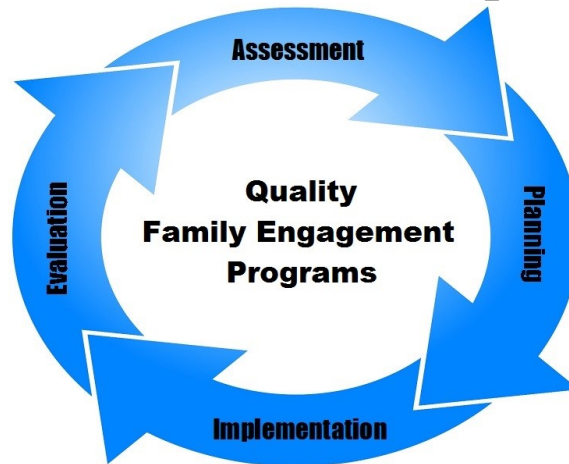 Assessment
Quality
Family Engagement
Programs
Planning
Evaluation
Implementation